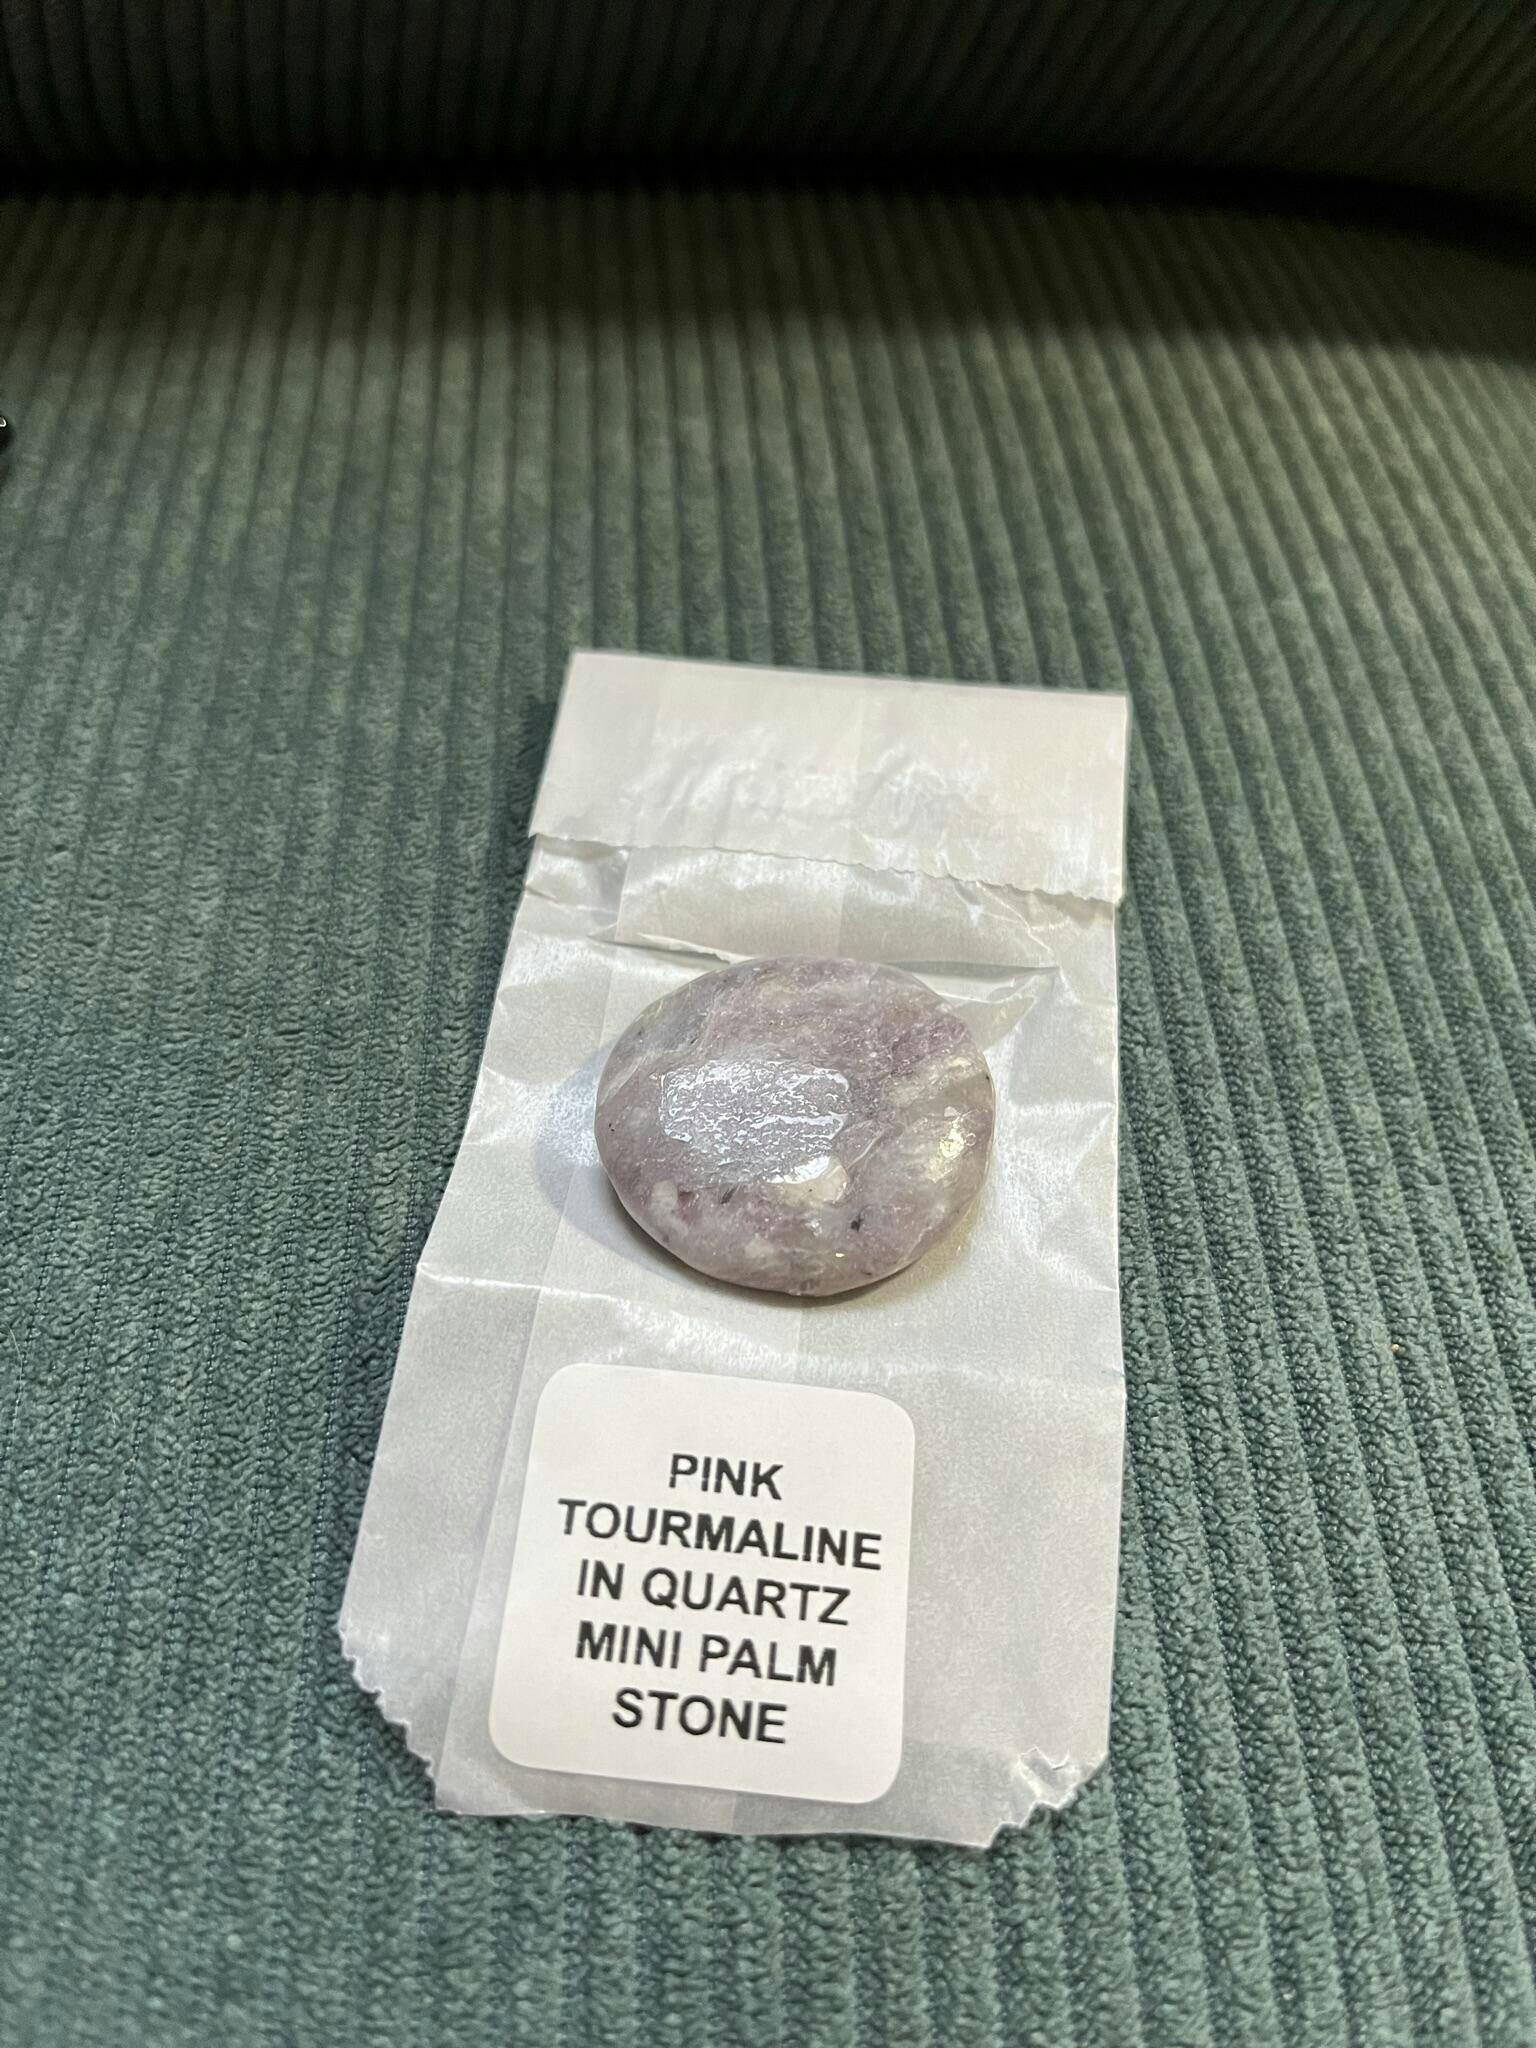 PINK
TOURMALINE
IN QUARTZ
MINI PALM
STONE